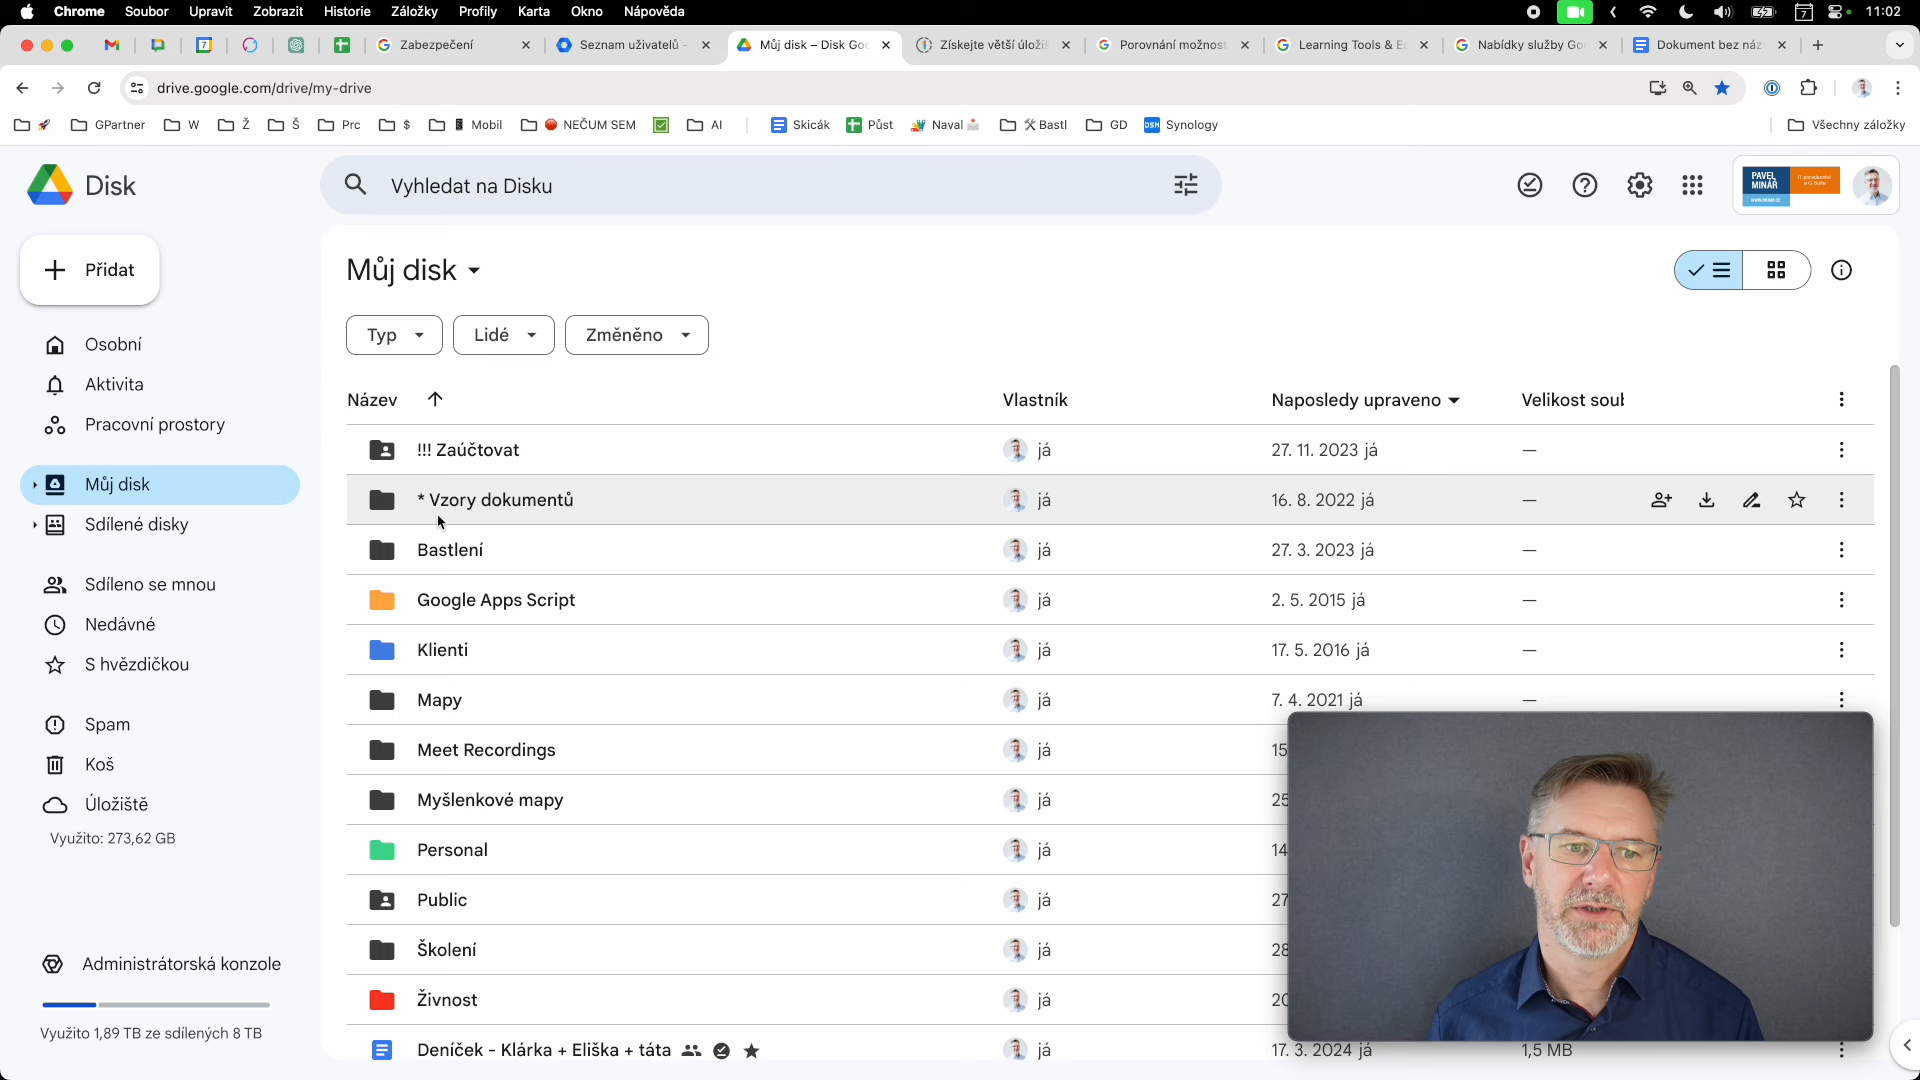 Chrome Soubor Upravit Zobrazit Historie Záložky Profily Karta Okno Nápověda 7 11:02
Zabezpečení Seznam uživatelů - Můj disk – Disk Goo Získejte větší úložiš Porovnání možnost Learning Tools & E Nabídky služby Goo Dokument bez náz
drive.google.com/drive/my-drive
GPartner W Ž Š Prc $ Mobil NEČUM SEM AI Skicák Půst Naval Bastl GD Synology Všechny záložky
Disk
Vyhledat na Disku
PAVEL MINÁŘ
Přidat
Můj disk
Typ Lidé Změněno
Osobní
Aktivita
Pracovní prostory
Můj disk
Sdílené disky
Sdíleno se mnou
Nedávné
S hvězdičkou
Spam
Koš
Úložiště
Využito: 273,62 GB
Administrátorská konzole
Využito 1,89 TB ze sdílených 8 TB
Název Vlastník Naposledy upraveno Velikost soub
!!! Zaúčtovat já 27. 11. 2023 já —
* Vzory dokumentů já 16. 8. 2022 já —
Bastlení já 27. 3. 2023 já —
Google Apps Script já 2. 5. 2015 já —
Klienti já 17. 5. 2016 já —
Mapy já 7. 4. 2021 já —
Meet Recordings já 15
Myšlenkové mapy já 25
Personal já 14
Public já 27
Školení já 28
Živnost já 20
Deníček - Klárka + Eliška + táta já 17. 3. 2024 já 1,5 MB